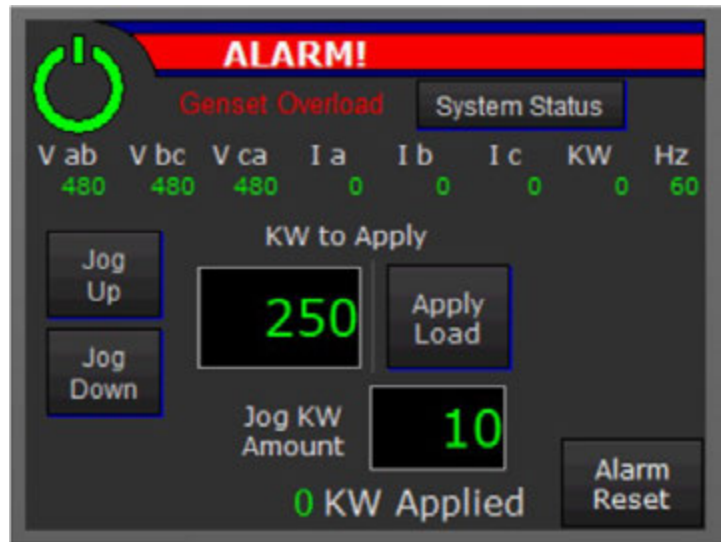 ALARM!
Genset Overload
System Status
V ab V bc V ca I a I b I c KW Hz
480 480 480 0 0 0 0 60
KW to Apply
Jog
Up
250
Apply
Load
Jog
Down
Jog KW
Amount
10
0 KW Applied
Alarm
Reset